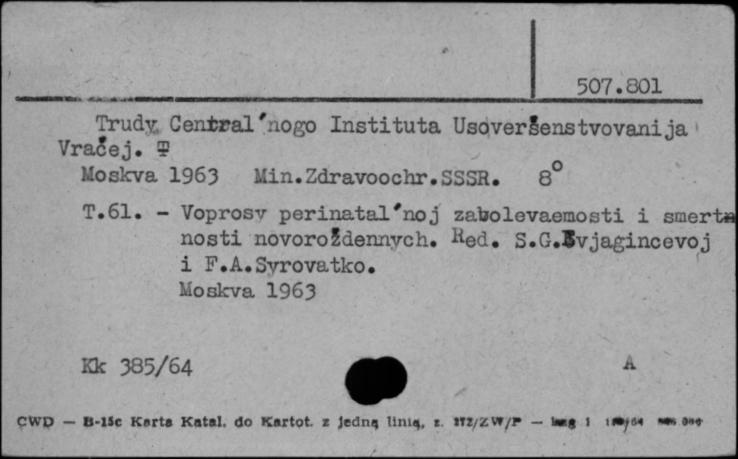 507.801
Trudy Central'nogo Instituta Usoveršenstvovanija
Vračej.
Moskva 1963 Min.Zdravoochr.SSSR. 8°
T.61. - Voprosy perinatal'noj zabolevaemosti i smert
nosti novoroždennych. Red. S.G.Zvjagincevoj
i F.A.Syrovatko.
Moskva 1963
Kk 385/64 A
CWD — B-15c Karta Katal. do Kartot. z jedną linią, z. 272/ZW/P —